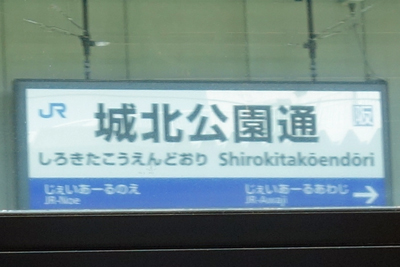 JR
城北公園通
しろきたこうえんどおり Shirokitakōendōri
じぇいあーるのえ じぇいあーるあわじ
JR-Noe JR-Awaji